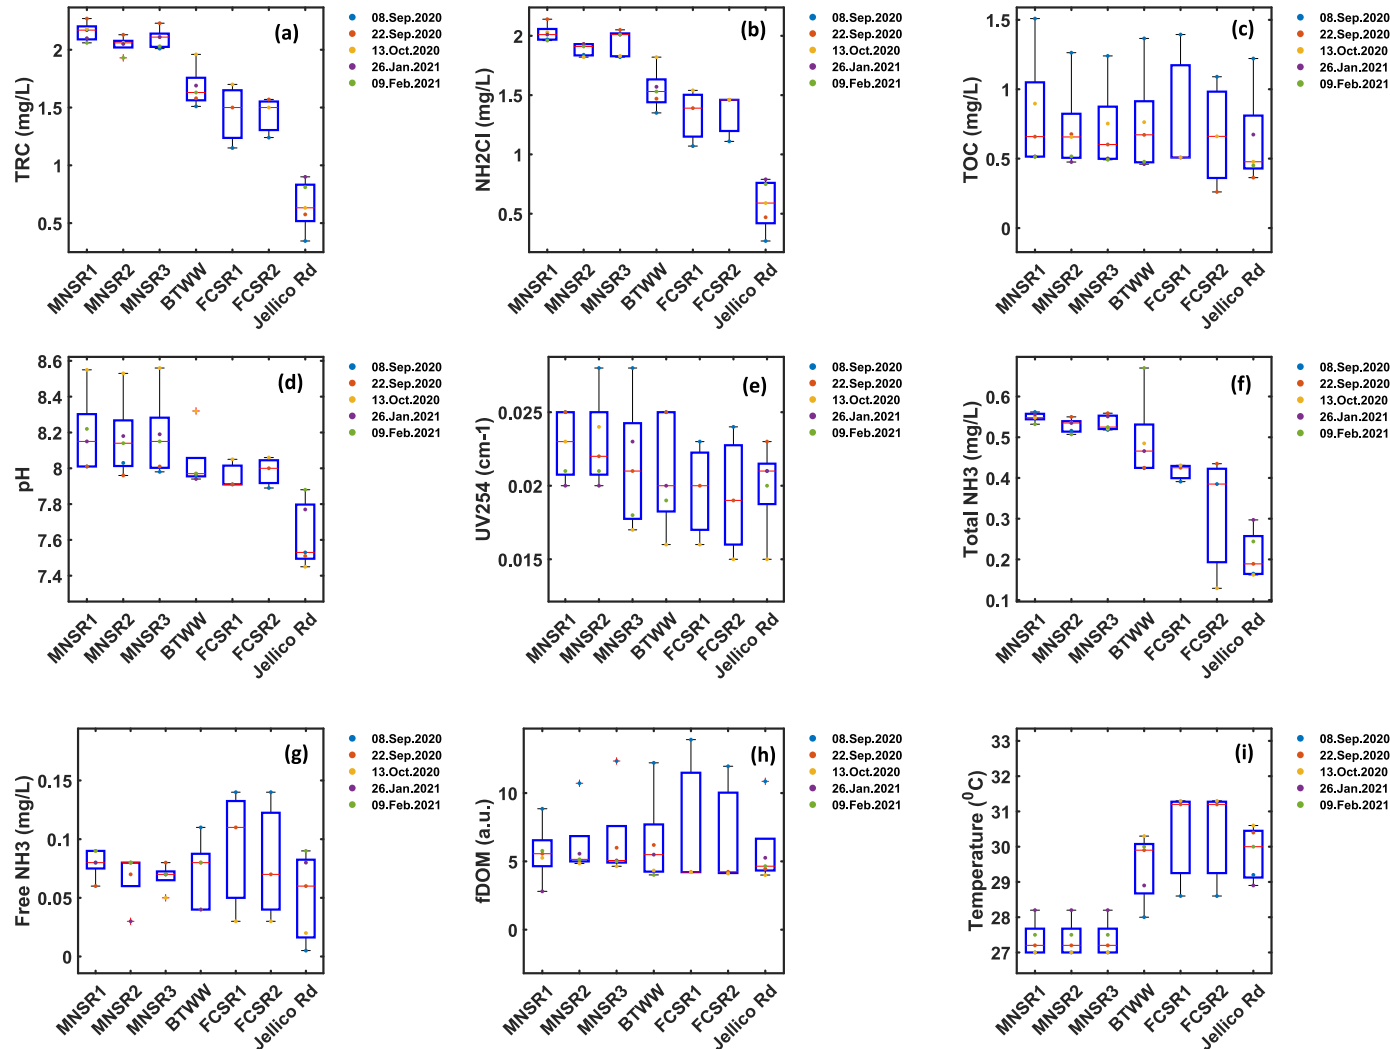 (a)
TRC (mg/L)
2
1.5
1
0.5
MNSR1
MNSR2
MNSR3
BTWW
FCSR1
FCSR2
Jellico Rd
08.Sep.2020
22.Sep.2020
13.Oct.2020
26.Jan.2021
09.Feb.2021
(b)
NH2Cl (mg/L)
2
1.5
1
0.5
MNSR1
MNSR2
MNSR3
BTWW
FCSR1
FCSR2
Jellico Rd
08.Sep.2020
22.Sep.2020
13.Oct.2020
26.Jan.2021
09.Feb.2021
(c)
TOC (mg/L)
1.5
1
0.5
0
MNSR1
MNSR2
MNSR3
BTWW
FCSR1
FCSR2
Jellico Rd
08.Sep.2020
22.Sep.2020
13.Oct.2020
26.Jan.2021
09.Feb.2021
(d)
pH
8.6
8.4
8.2
8
7.8
7.6
7.4
MNSR1
MNSR2
MNSR3
BTWW
FCSR1
FCSR2
Jellico Rd
08.Sep.2020
22.Sep.2020
13.Oct.2020
26.Jan.2021
09.Feb.2021
(e)
UV254 (cm-1)
0.025
0.02
0.015
MNSR1
MNSR2
MNSR3
BTWW
FCSR1
FCSR2
Jellico Rd
08.Sep.2020
22.Sep.2020
13.Oct.2020
26.Jan.2021
09.Feb.2021
(f)
Total NH3 (mg/L)
0.6
0.5
0.4
0.3
0.2
0.1
MNSR1
MNSR2
MNSR3
BTWW
FCSR1
FCSR2
Jellico Rd
08.Sep.2020
22.Sep.2020
13.Oct.2020
26.Jan.2021
09.Feb.2021
(g)
Free NH3 (mg/L)
0.15
0.1
0.05
0
MNSR1
MNSR2
MNSR3
BTWW
FCSR1
FCSR2
Jellico Rd
08.Sep.2020
22.Sep.2020
13.Oct.2020
26.Jan.2021
09.Feb.2021
(h)
fDOM (a.u.)
10
5
0
MNSR1
MNSR2
MNSR3
BTWW
FCSR1
FCSR2
Jellico Rd
08.Sep.2020
22.Sep.2020
13.Oct.2020
26.Jan.2021
09.Feb.2021
(i)
Temperature (⁰C)
33
32
31
30
29
28
27
MNSR1
MNSR2
MNSR3
BTWW
FCSR1
FCSR2
Jellico Rd
08.Sep.2020
22.Sep.2020
13.Oct.2020
26.Jan.2021
09.Feb.2021